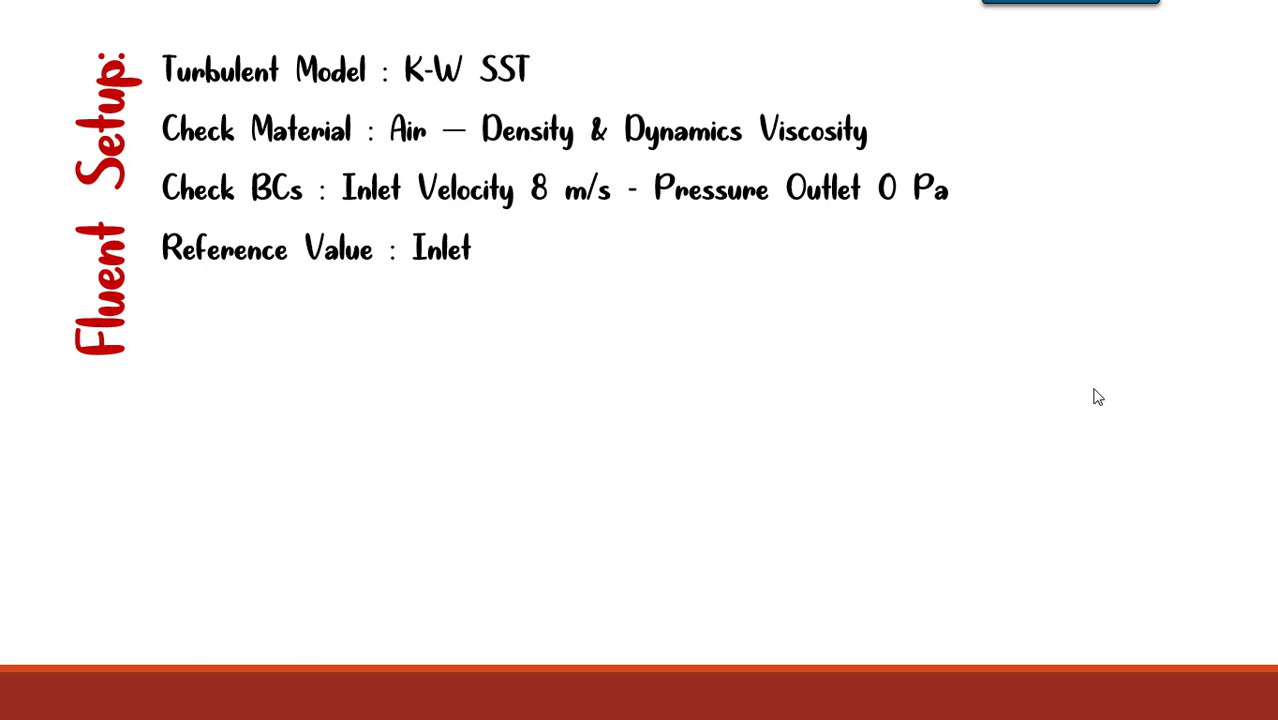 Fluent Setup:
Turbulent Model : K-W SST
Check Material : Air – Density & Dynamics Viscosity
Check BCs : Inlet Velocity 8 m/s - Pressure Outlet 0 Pa
Reference Value : Inlet